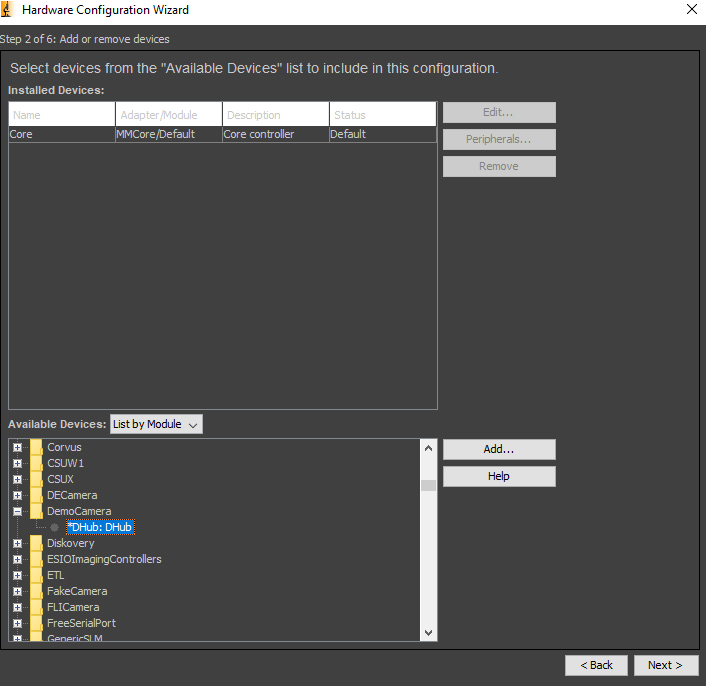 Hardware Configuration Wizard
Step 2 of 6: Add or remove devices
Select devices from the "Available Devices" list to include in this configuration.
Installed Devices:
Name Adapter/Module Description Status
Core MMCore/Default Core controller Default
Edit...
Peripherals...
Remove
Available Devices: List by Module
Corvus
CSUW1
CSUX
DECamera
DemoCamera
*DHub: DHub
Diskovery
ESIOImagingControllers
ETL
FakeCamera
FLICamera
FreeSerialPort
GenericSLM
Add...
Help
< Back Next >